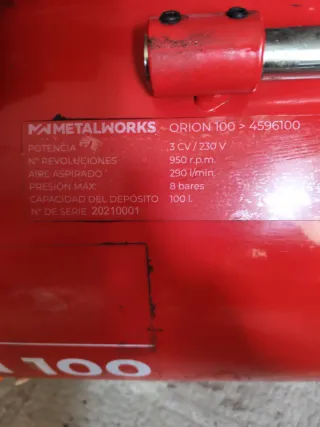 METALWORKS ORION 100 > 4596100
POTENCIA 3 CV / 230 V
Nº REVOLUCIONES 950 r.p.m.
AIRE ASPIRADO 290 l/min
PRESIÓN MÁX: 8 bares
CAPACIDAD DEL DEPÓSITO 100 l.
Nº DE SERIE 20210001
100